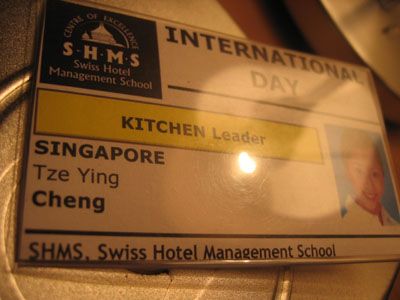 CENTRE OF EXCELLENCE
S·H·M·S
Swiss Hotel
Management School
INTERNATIONAL
DAY
KITCHEN Leader
SINGAPORE
Tze Ying
Cheng
SHMS, Swiss Hotel Management School